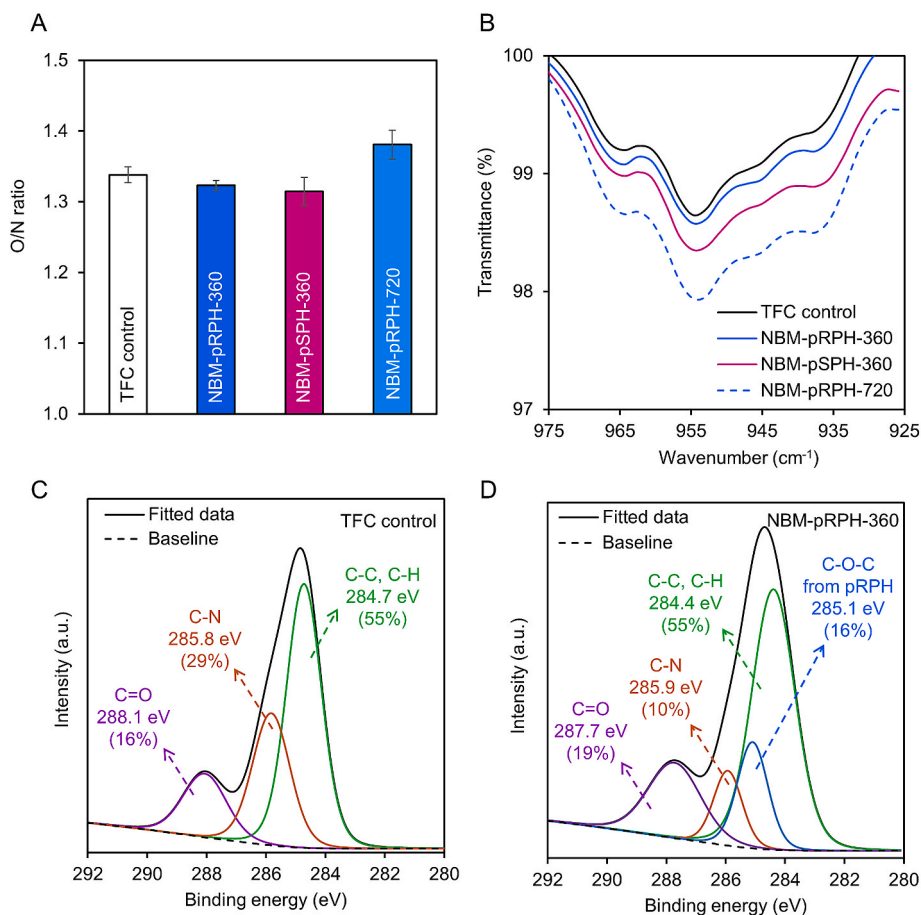 A
1.5
1.4
1.3
1.2
1.1
1.0
O/N ratio
TFC control
NBM-pRPH-360
NBM-pSPH-360
NBM-pRPH-720
B
100
99
98
97
Transmittance (%)
TFC control
NBM-pRPH-360
NBM-pSPH-360
NBM-pRPH-720
975 965 955 945 935 925
Wavenumber (cm⁻¹)
C
Fitted data
Baseline
TFC control
C-C, C-H
284.7 eV
(55%)
C-N
285.8 eV
(29%)
C=O
288.1 eV
(16%)
Intensity (a.u.)
292 290 288 286 284 282 280
Binding energy (eV)
D
Fitted data
Baseline
NBM-pRPH-360
C-O-C
from pRPH
285.1 eV
(16%)
C-C, C-H
284.4 eV
(55%)
C-N
285.9 eV
(10%)
C=O
287.7 eV
(19%)
Intensity (a.u.)
292 290 288 286 284 282 280
Binding energy (eV)